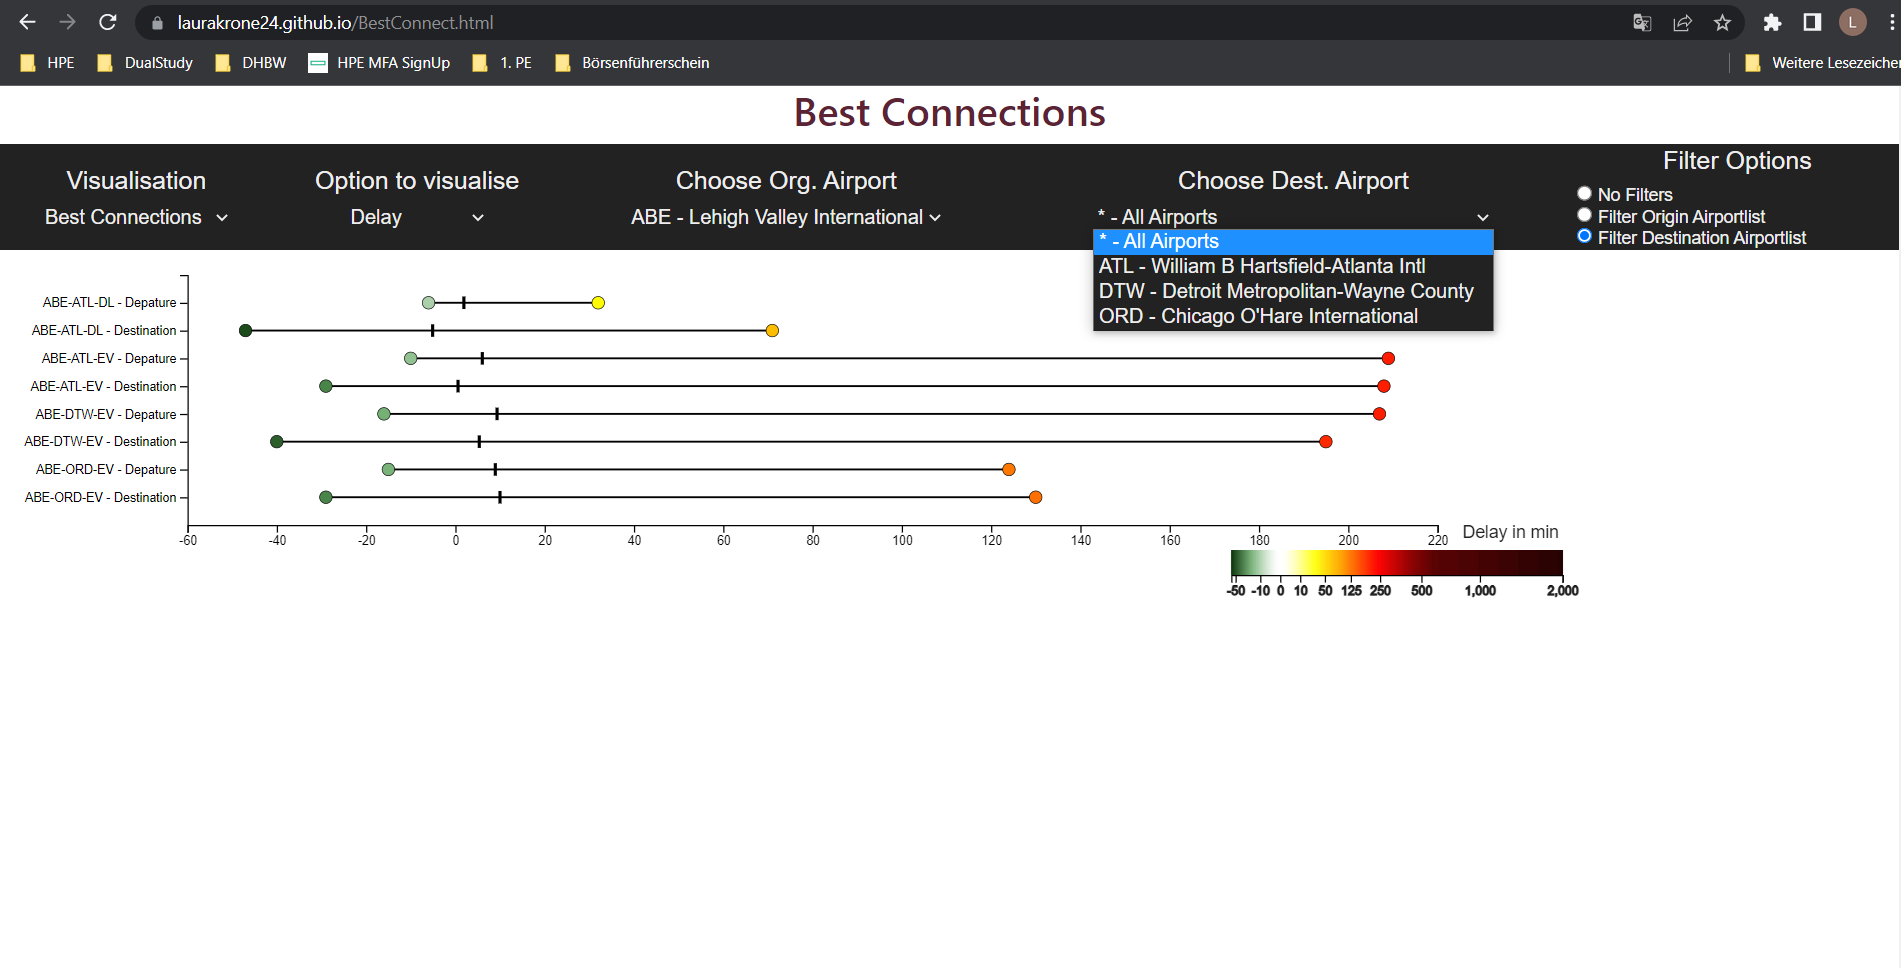 laurakrone24.github.io/BestConnect.html
L
HPE DualStudy DHBW HPE MFA SignUp 1. PE Börsenführerschein Weitere Lesezeichen
Best Connections
Visualisation Option to visualise Choose Org. Airport Choose Dest. Airport Filter Options
Best Connections Delay ABE - Lehigh Valley International * - All Airports
No Filters
Filter Origin Airportlist
Filter Destination Airportlist
* - All Airports
ATL - William B Hartsfield-Atlanta Intl
DTW - Detroit Metropolitan-Wayne County
ORD - Chicago O'Hare International
ABE-ATL-DL - Depature
ABE-ATL-DL - Destination
ABE-ATL-EV - Depature
ABE-ATL-EV - Destination
ABE-DTW-EV - Depature
ABE-DTW-EV - Destination
ABE-ORD-EV - Depature
ABE-ORD-EV - Destination
-60 -40 -20 0 20 40 60 80 100 120 140 160 180 200 220
Delay in min
-50 -10 0 10 50 125 250 500 1,000 2,000